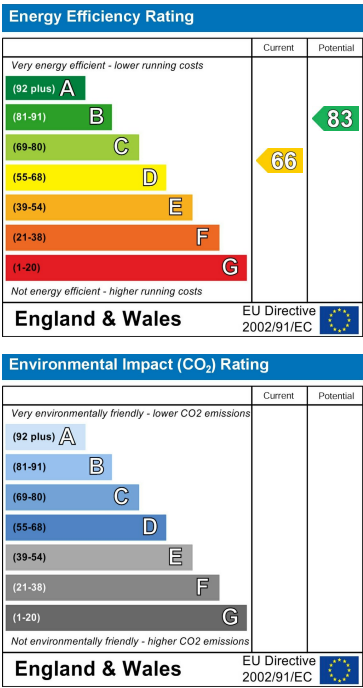 Energy Efficiency Rating
Current Potential
Very energy efficient - lower running costs
(92 plus) A
(81-91) B
83
(69-80) C
66
(55-68) D
(39-54) E
(21-38) F
(1-20) G
Not energy efficient - higher running costs
England & Wales
EU Directive
2002/91/EC
Environmental Impact (CO₂) Rating
Current Potential
Very environmentally friendly - lower CO2 emissions
(92 plus) A
(81-91) B
(69-80) C
(55-68) D
(39-54) E
(21-38) F
(1-20) G
Not environmentally friendly - higher CO2 emissions
England & Wales
EU Directive
2002/91/EC